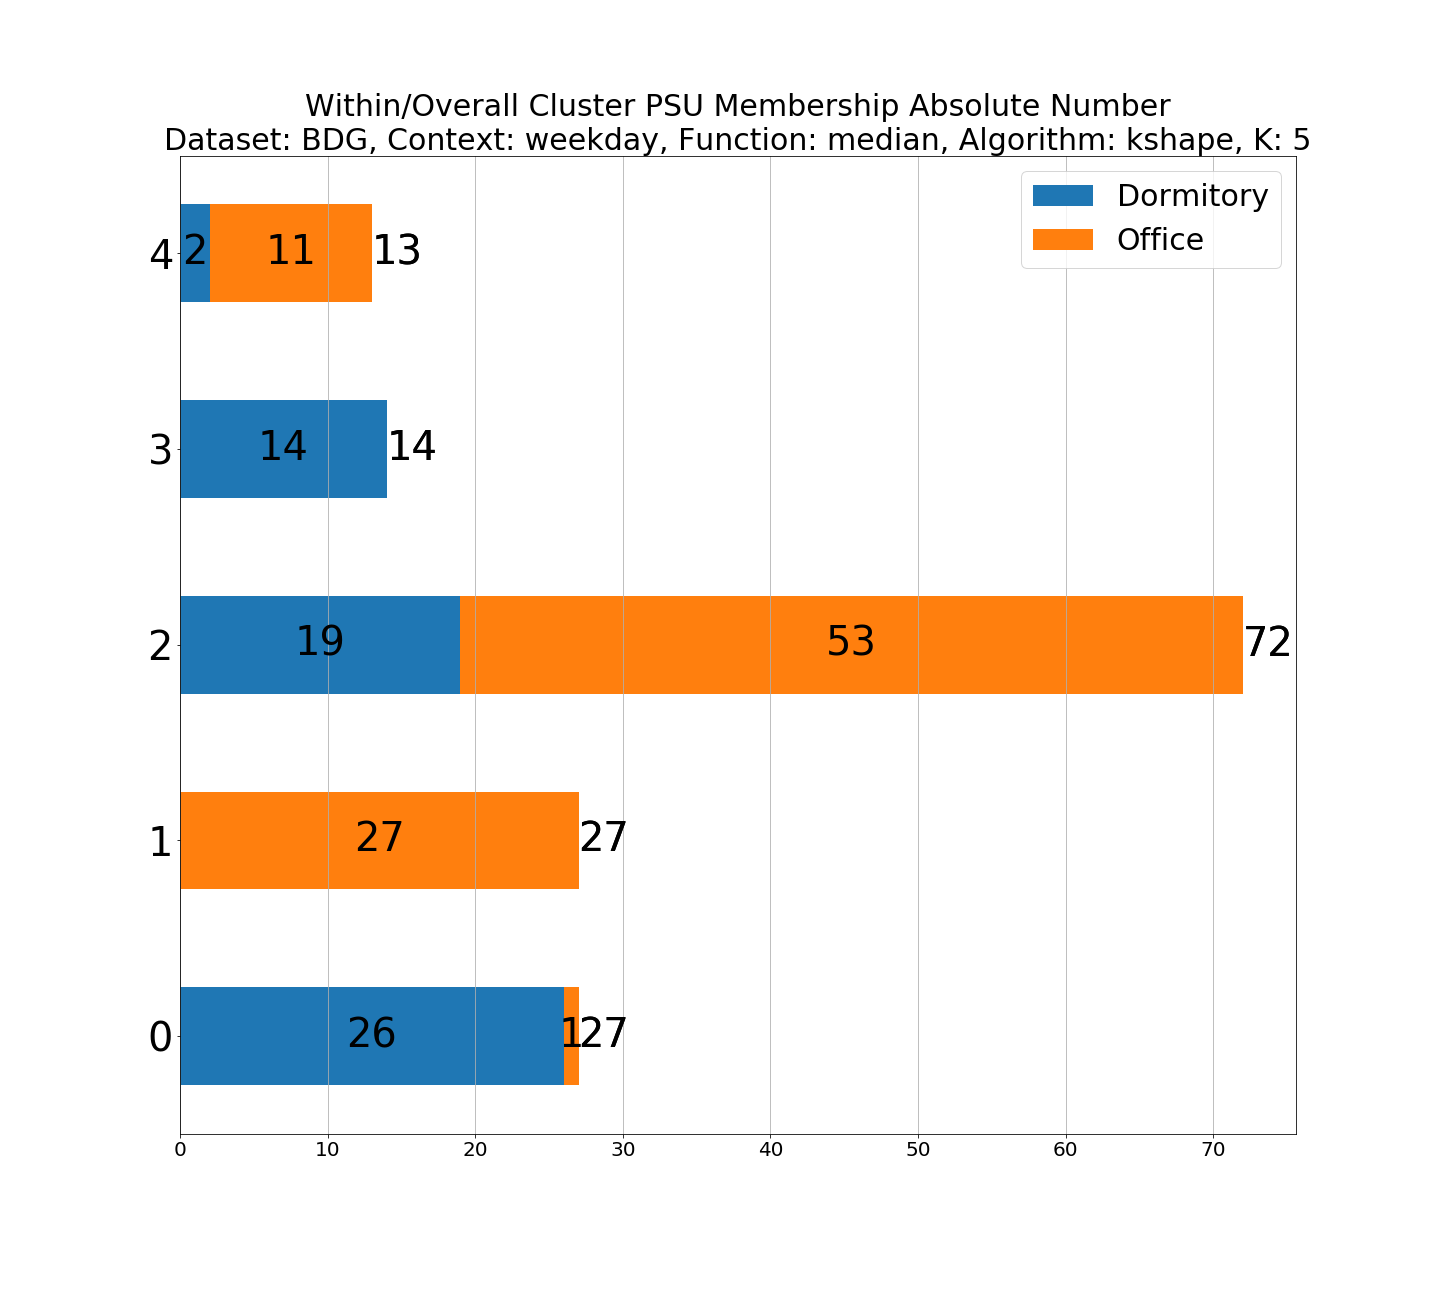 Within/Overall Cluster PSU Membership Absolute Number
Dataset: BDG, Context: weekday, Function: median, Algorithm: kshape, K: 5
Dormitory
Office
4 2 11 13
3 14 14
2 19 53 72
1 27 27
0 26 1 27
0 10 20 30 40 50 60 70